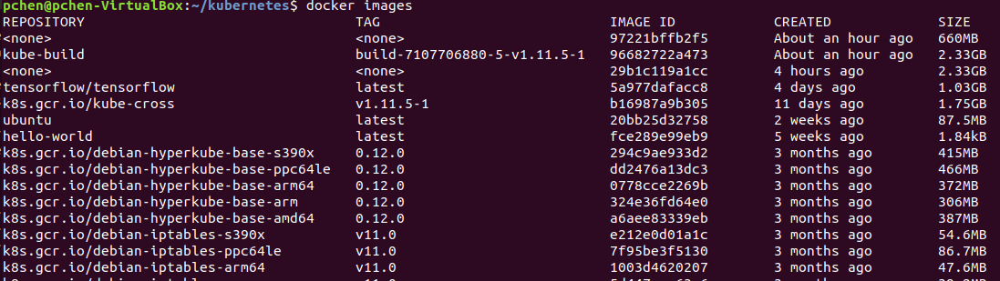 pchen@pchen-VirtualBox:~/kubernetes$ docker images
REPOSITORY TAG IMAGE ID CREATED SIZE
<none> <none> 97221bffb2f5 About an hour ago 660MB
kube-build build-7107706880-5-v1.11.5-1 96682722a473 About an hour ago 2.33GB
<none> <none> 29b1c119a1cc 4 hours ago 2.33GB
tensorflow/tensorflow latest 5a977dafacc8 4 days ago 1.03GB
k8s.gcr.io/kube-cross v1.11.5-1 b16987a9b305 11 days ago 1.75GB
ubuntu latest 20bb25d32758 2 weeks ago 87.5MB
hello-world latest fce289e99eb9 5 weeks ago 1.84kB
k8s.gcr.io/debian-hyperkube-base-s390x 0.12.0 294c9ae933d2 3 months ago 415MB
k8s.gcr.io/debian-hyperkube-base-ppc64le 0.12.0 dd2476a13dc3 3 months ago 466MB
k8s.gcr.io/debian-hyperkube-base-arm64 0.12.0 0778cce2269b 3 months ago 372MB
k8s.gcr.io/debian-hyperkube-base-arm 0.12.0 324e36fd64e0 3 months ago 306MB
k8s.gcr.io/debian-hyperkube-base-amd64 0.12.0 a6aee83339eb 3 months ago 387MB
k8s.gcr.io/debian-iptables-s390x v11.0 e212e0d01a1c 3 months ago 54.6MB
k8s.gcr.io/debian-iptables-ppc64le v11.0 7f95be3f5130 3 months ago 86.7MB
k8s.gcr.io/debian-iptables-arm64 v11.0 1003d4620207 3 months ago 47.6MB